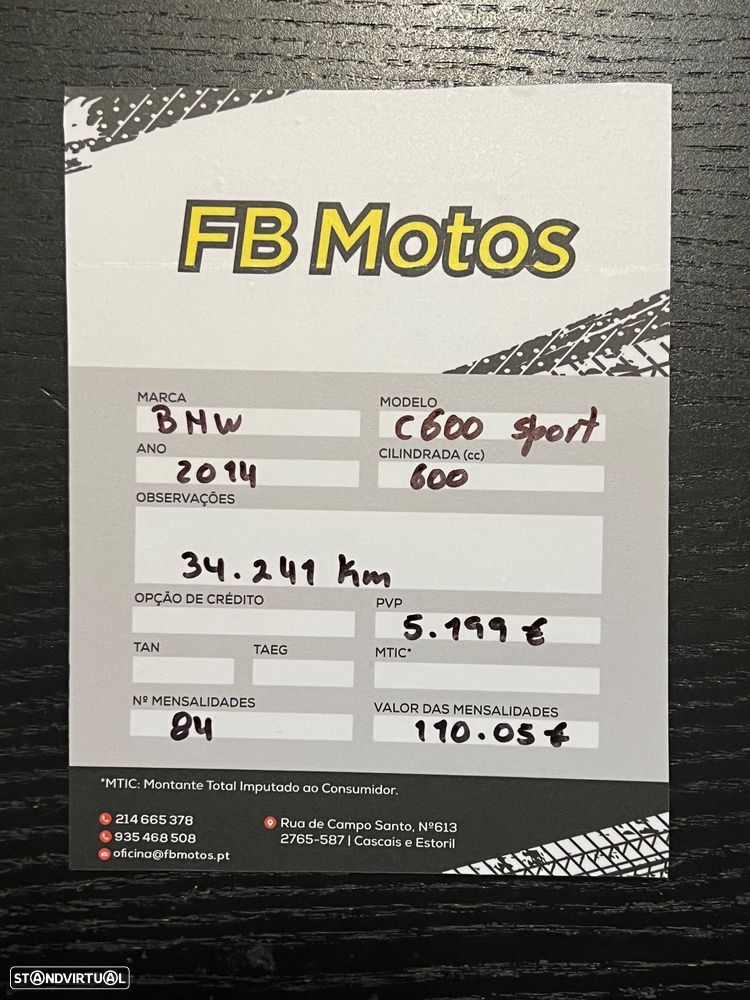 FB Motos
MARCA
BMW
MODELO
C600 sport
ANO
2014
CILINDRADA (cc)
600
OBSERVAÇÕES
34.241 Km
OPÇÃO DE CRÉDITO
PVP
5.199 €
TAN
TAEG
MTIC*
Nº MENSALIDADES
84
VALOR DAS MENSALIDADES
110.05€
*MTIC: Montante Total Imputado ao Consumidor.
214 665 378
935 468 508
oficina@fbmotos.pt
Rua de Campo Santo, Nº613
2765-587 | Cascais e Estoril
STANDVIRTUAL